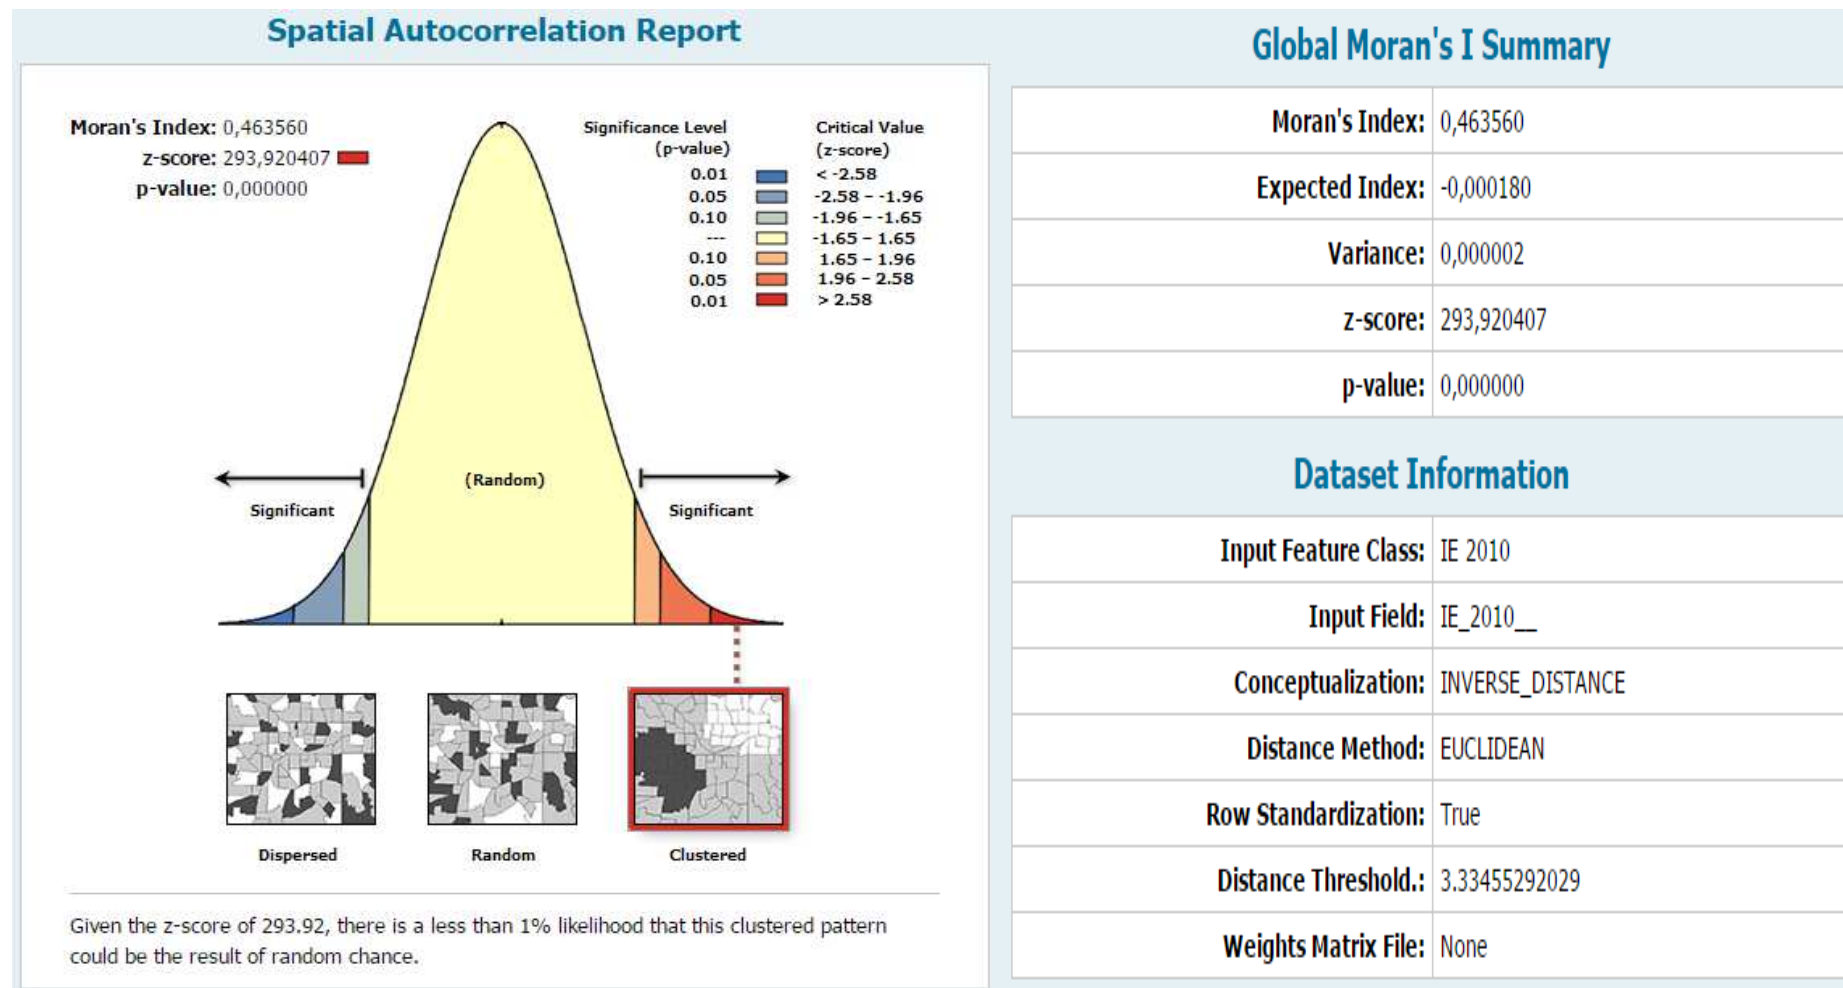 Spatial Autocorrelation Report
Moran's Index: 0,463560
z-score: 293,920407
p-value: 0,000000
Significance Level (p-value) Critical Value (z-score)
0.01 < -2.58
0.05 -2.58 – -1.96
0.10 -1.96 – -1.65
--- -1.65 – 1.65
0.10 1.65 – 1.96
0.05 1.96 – 2.58
0.01 > 2.58
(Random)
Significant
Significant
Dispersed
Random
Clustered
Given the z-score of 293.92, there is a less than 1% likelihood that this clustered pattern
could be the result of random chance.
Global Moran's I Summary
Moran's Index: 0,463560
Expected Index: -0,000180
Variance: 0,000002
z-score: 293,920407
p-value: 0,000000
Dataset Information
Input Feature Class: IE 2010
Input Field: IE_2010__
Conceptualization: INVERSE_DISTANCE
Distance Method: EUCLIDEAN
Row Standardization: True
Distance Threshold.: 3.33455292029
Weights Matrix File: None